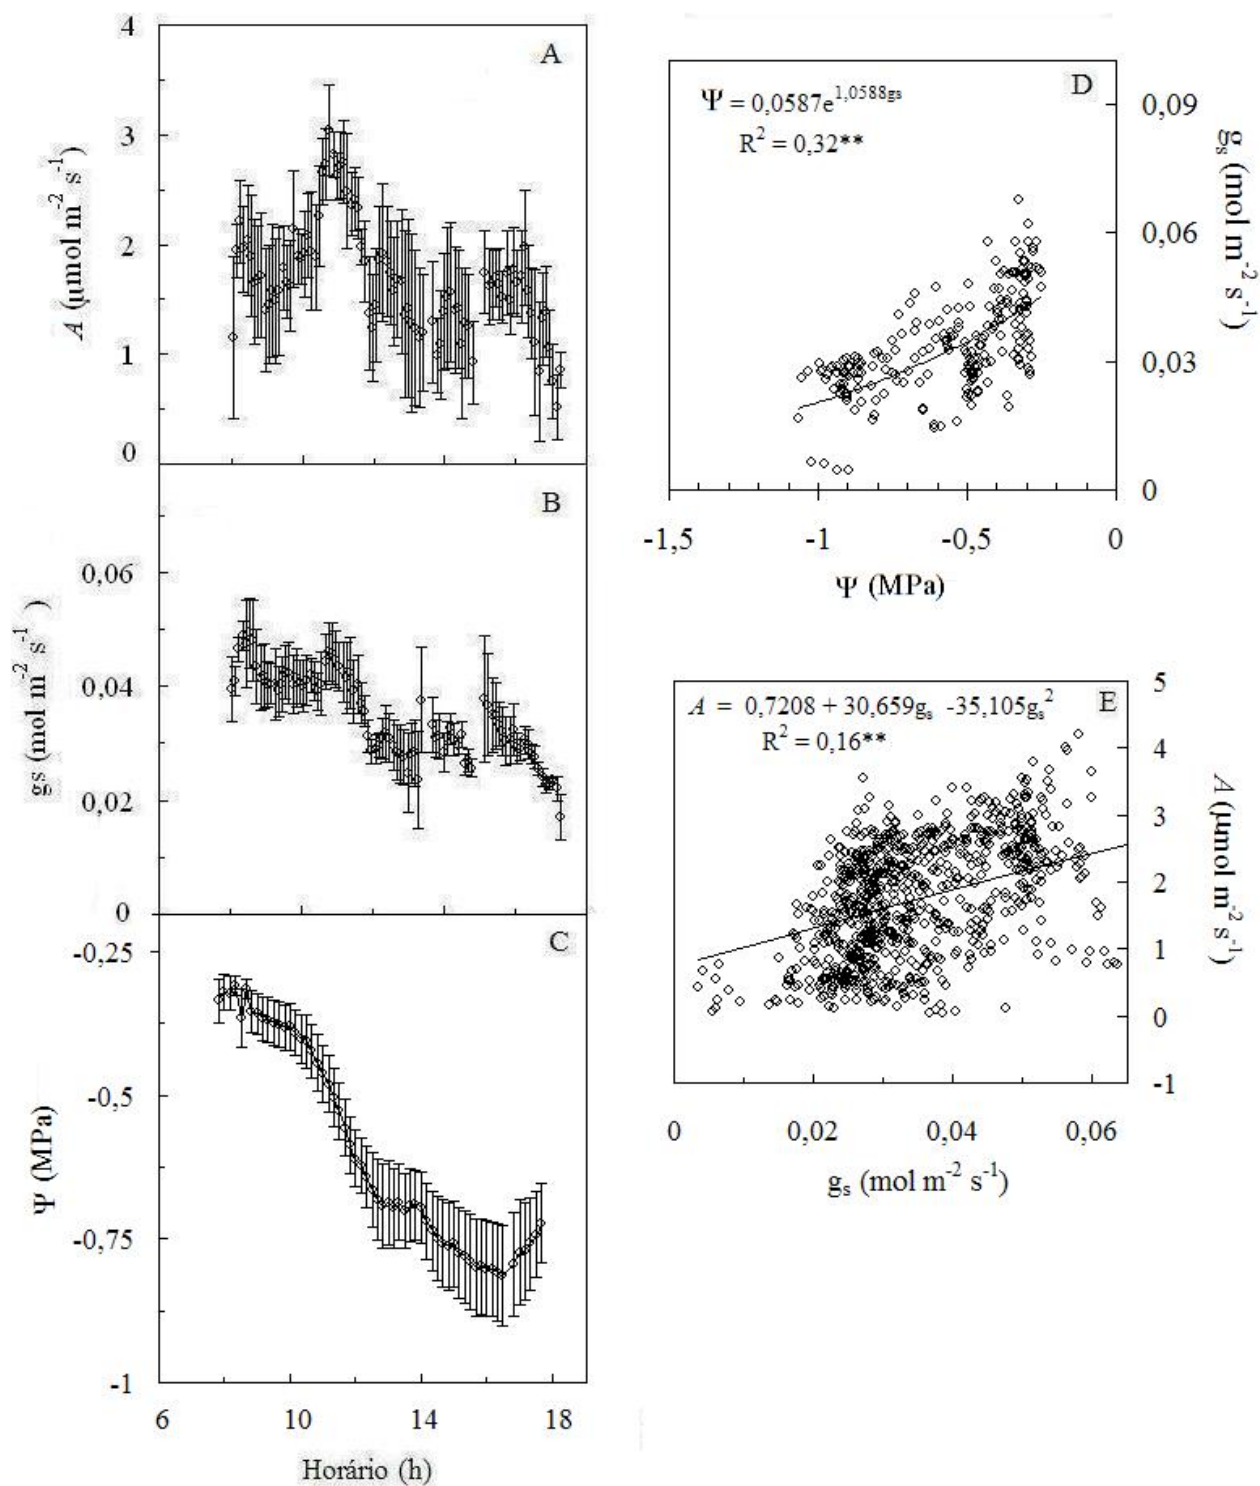 A
4
3
2
1
0
A (μmol m⁻² s⁻¹)
B
0,06
0,04
0,02
0
gs (mol m⁻² s⁻¹)
C
-0,25
-0,5
-0,75
-1
Ψ (MPa)
6 10 14 18
Horário (h)
D
Ψ = 0,0587e^1,0588gs
R² = 0,32**
0,09
0,06
0,03
0
gₛ (mol m⁻² s⁻¹)
-1,5 -1 -0,5 0
Ψ (MPa)
E
A = 0,7208 + 30,659gₛ -35,105gₛ²
R² = 0,16**
5
4
3
2
1
0
-1
A (μmol m⁻² s⁻¹)
0 0,02 0,04 0,06
gₛ (mol m⁻² s⁻¹)